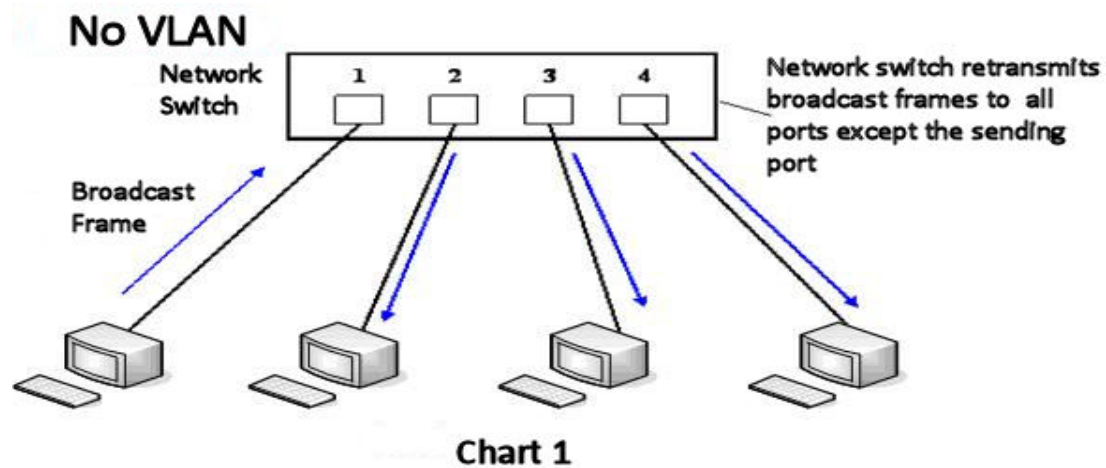 No VLAN
Network
Switch
1 2 3 4
Network switch retransmits
broadcast frames to all
ports except the sending
port
Broadcast
Frame
Chart 1